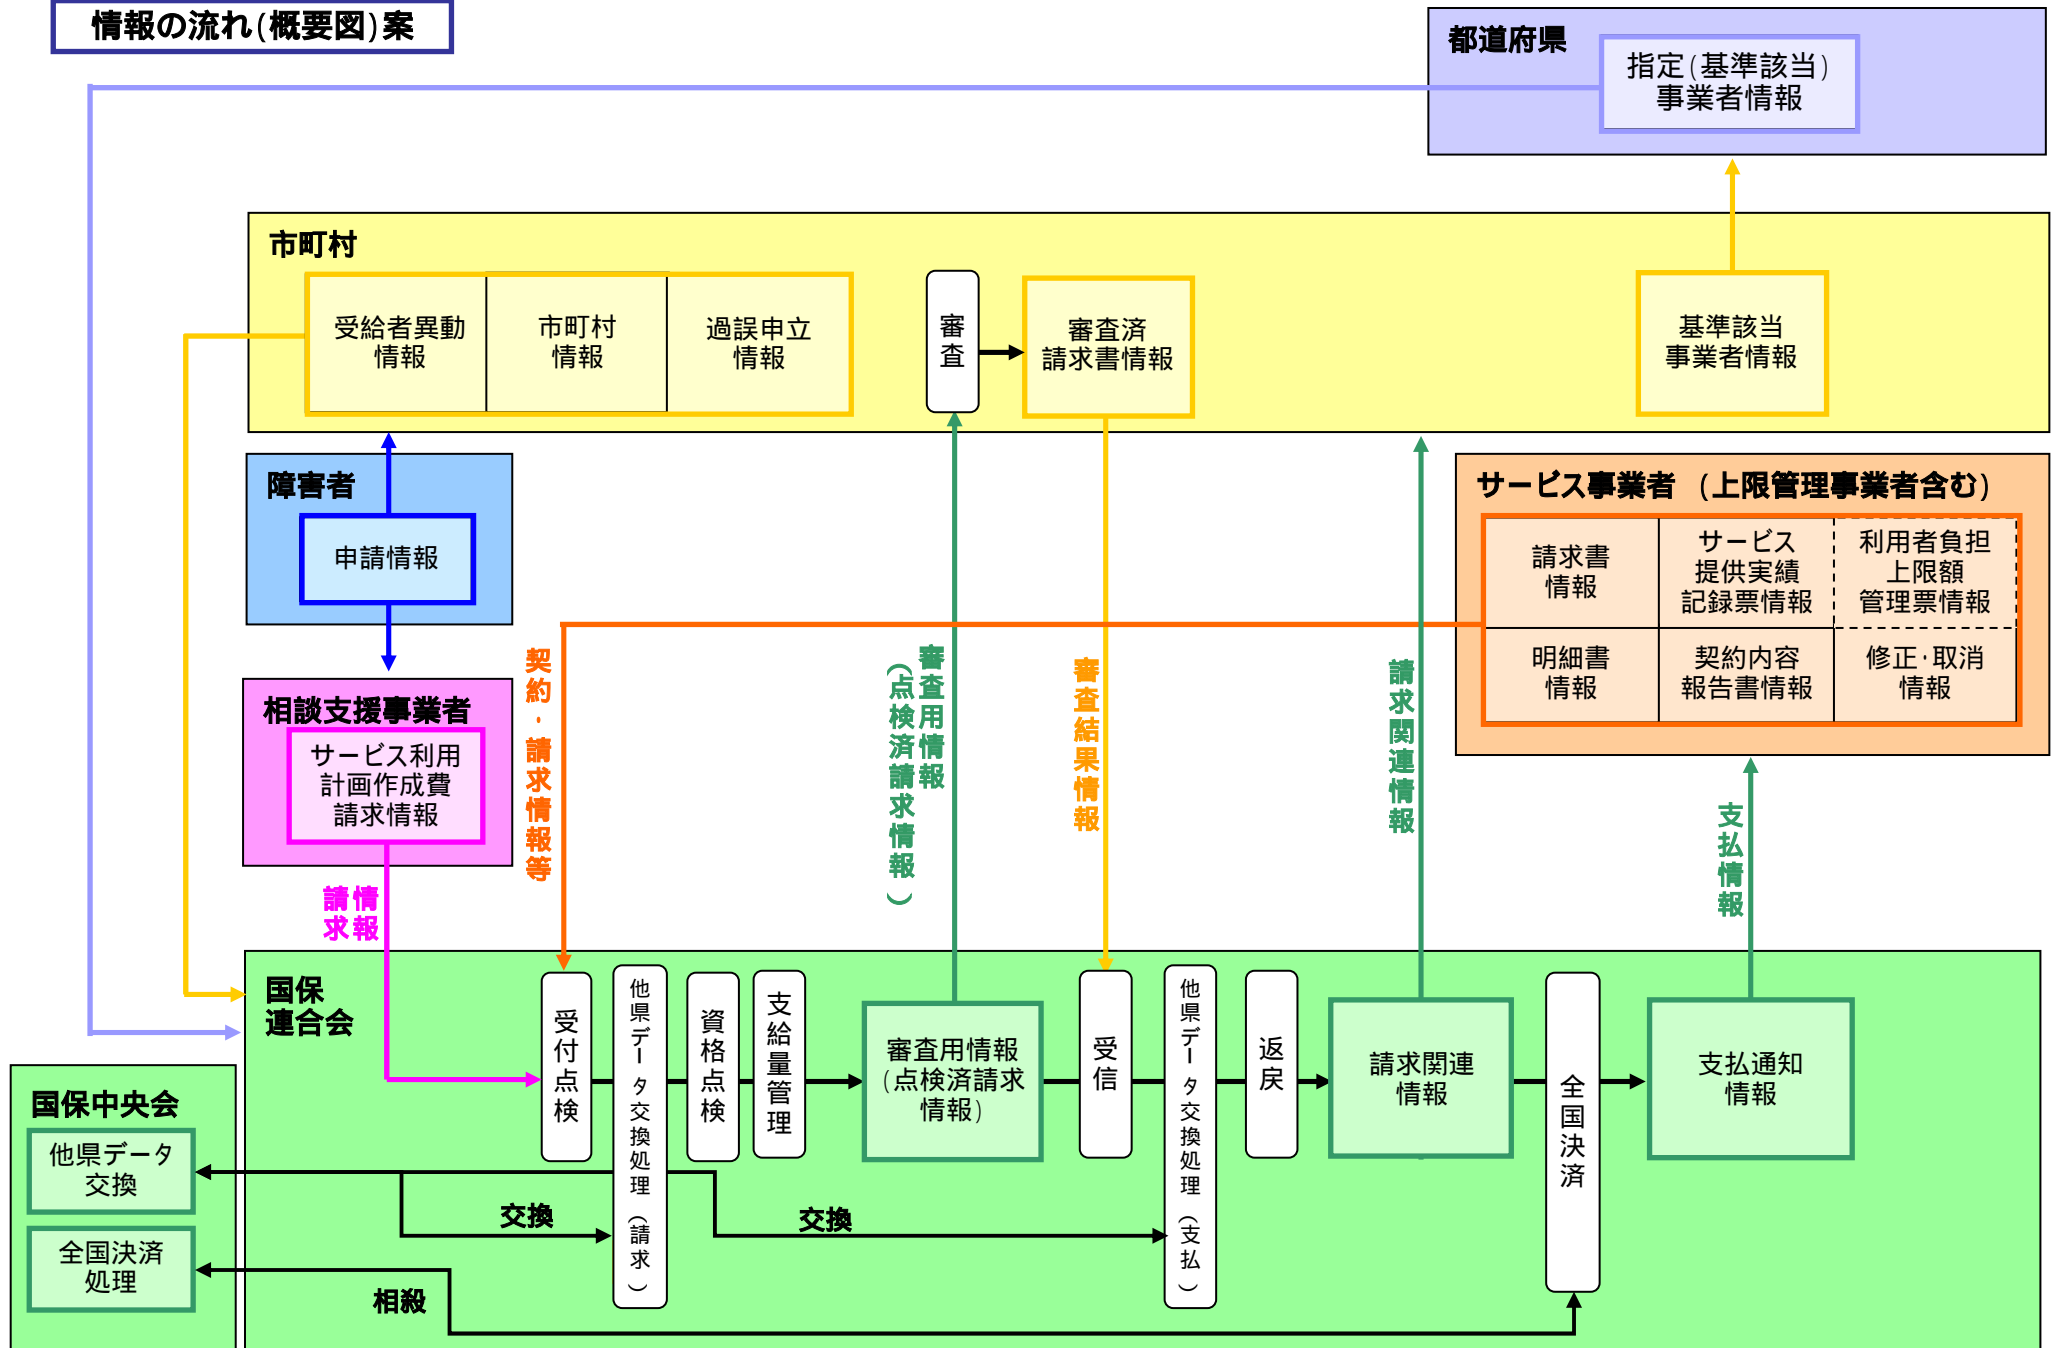 情報の流れ(概要図)案
都道府県
指定(基準該当)
事業者情報
市町村
受給者異動
情報
市町村
情報
過誤申立
情報
審査
審査済
請求書情報
基準該当
事業者情報
障害者
申請情報
サービス事業者 (上限管理事業者含む)
請求書
情報
サービス
提供実績
記録票情報
利用者負担
上限額
管理票情報
明細書
情報
契約内容
報告書情報
修正・取消
情報
相談支援事業者
サービス利用
計画作成費
請求情報
請求
情報
契約・請求情報等
審査用情報
(点検済請求情報)
審査結果情報
請求関連情報
支払情報
国保
連合会
受付点検
他県データ交換処理(請求)
資格点検
支給量管理
審査用情報
(点検済請求
情報)
受信
他県データ交換処理(支払)
返戻
請求関連
情報
全国決済
支払通知
情報
国保中央会
他県データ
交換
全国決済
処理
交換
交換
相殺